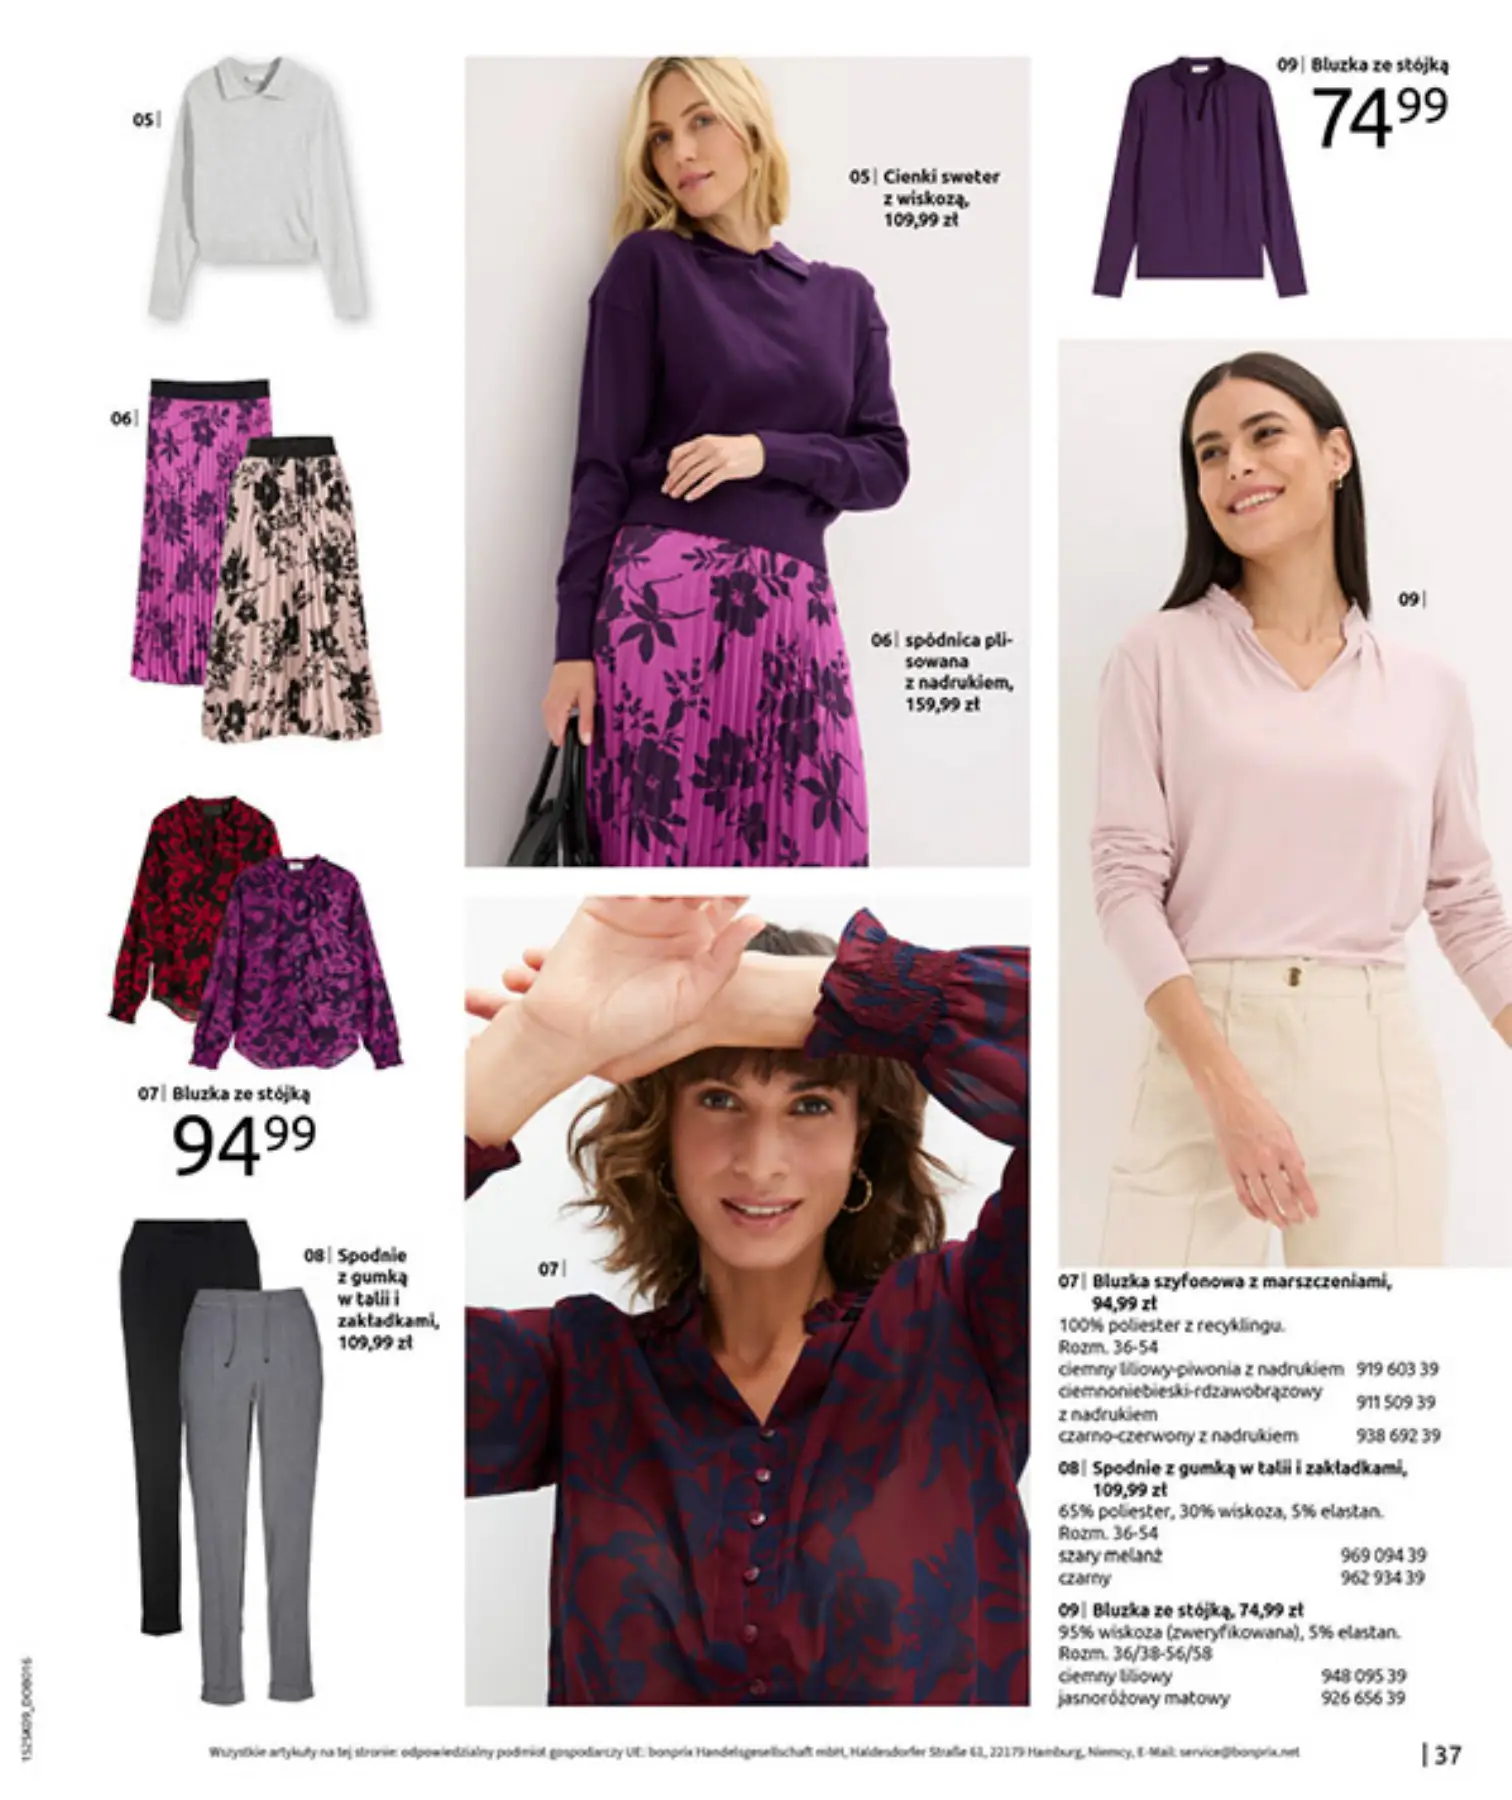 05|
05| Cienki sweter
z wiskozą,
109,99 zł
09| Bluzka ze stójką
74 99
06|
06| spódnica pli-
sowana
z nadrukiem,
159,99 zł
09|
07| Bluzka ze stójką
94 99
08| Spodnie
z gumką
w talii i
zakładkami,
109,99 zł
07|
07| Bluzka szyfonowa z marszczeniami,
94,99 zł
100% poliester z recyklingu.
Rozm. 36-54
ciemny liliowy-piwonia z nadrukiem 919 603 39
ciemnoniebieski-rdzawobrązowy
z nadrukiem 911 509 39
czarno-czerwony z nadrukiem 938 692 39
08| Spodnie z gumką w talii i zakładkami,
109,99 zł
65% poliester, 30% wiskoza, 5% elastan.
Rozm. 36-54
szary melanż 969 094 39
czarny 962 934 39
09| Bluzka ze stójką, 74,99 zł
95% wiskoza (zweryfikowana), 5% elastan.
Rozm. 36/38-56/58
ciemny liliowy 948 095 39
jasnoróżowy matowy 926 656 39
152SK09_DOB016
Wszystkie artykuły na tej stronie: odpowiedzialny podmiot gospodarczy UE: bonprix Handelsgesellschaft mbH, Haldesdorfer Straße 61, 22179 Hamburg, Niemcy, E-Mail: service@bonprix.net
| 37